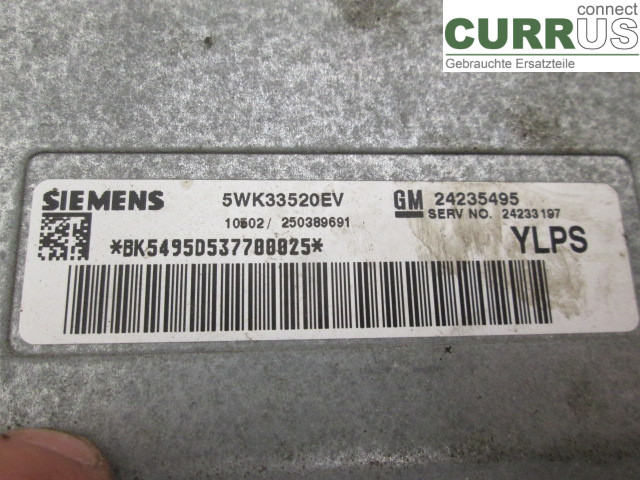 connect
CURRUS
Gebrauchte Ersatzteile
SIEMENS 5WK33520EV GM 24235495
10502/ 250389691 SERV NO. 24233197
*BK5495D537700025* YLPS